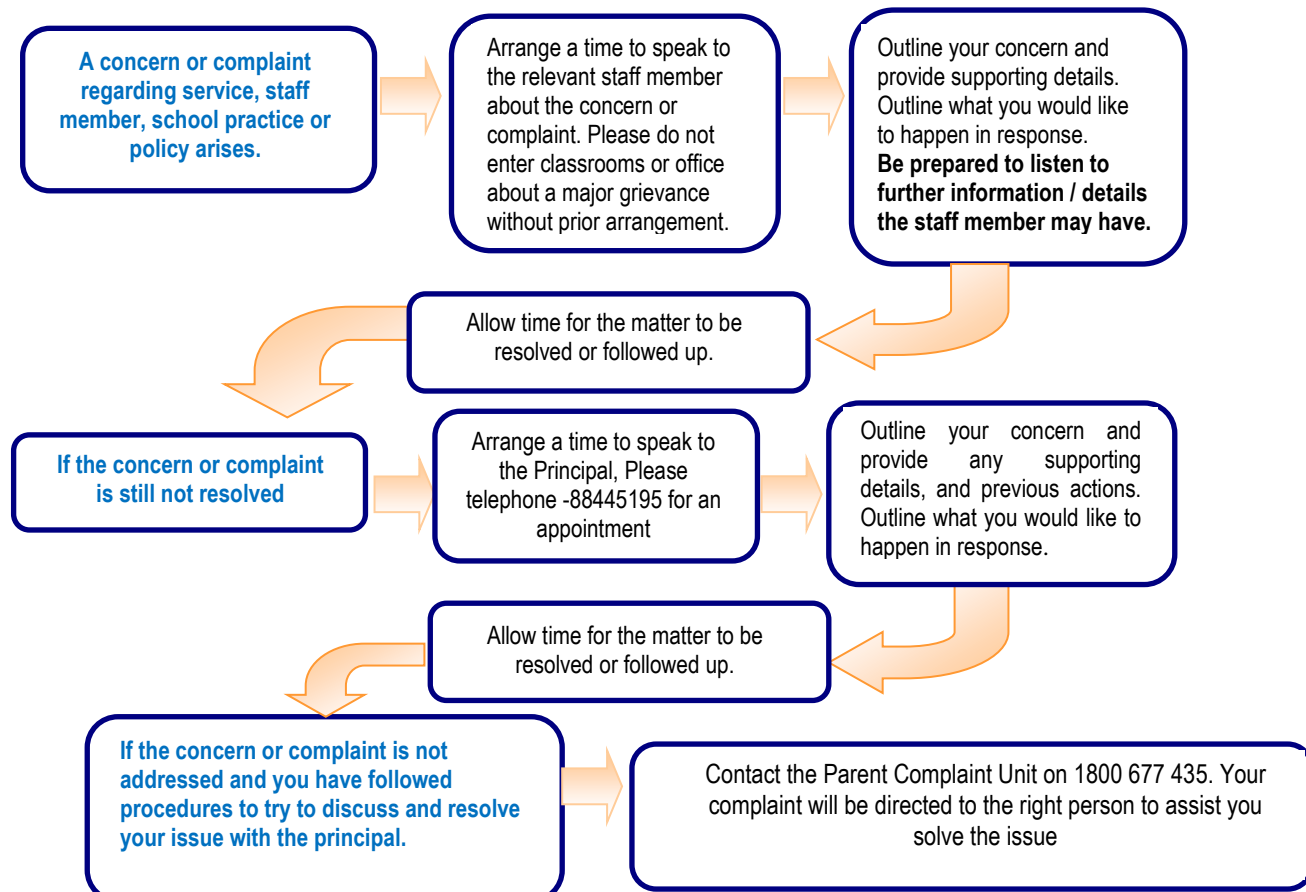 A concern or complaint
regarding service, staff
member, school practice or
policy arises.
Arrange a time to speak to
the relevant staff member
about the concern or
complaint. Please do not
enter classrooms or office
about a major grievance
without prior arrangement.
Outline your concern and
provide supporting details.
Outline what you would like
to happen in response.
Be prepared to listen to
further information / details
the staff member may have.
Allow time for the matter to be
resolved or followed up.
If the concern or complaint
is still not resolved
Arrange a time to speak to
the Principal, Please
telephone -88445195 for an
appointment
Outline your concern and
provide any supporting
details, and previous actions.
Outline what you would like to
happen in response.
Allow time for the matter to be
resolved or followed up.
If the concern or complaint is not
addressed and you have followed
procedures to try to discuss and resolve
your issue with the principal.
Contact the Parent Complaint Unit on 1800 677 435. Your
complaint will be directed to the right person to assist you
solve the issue